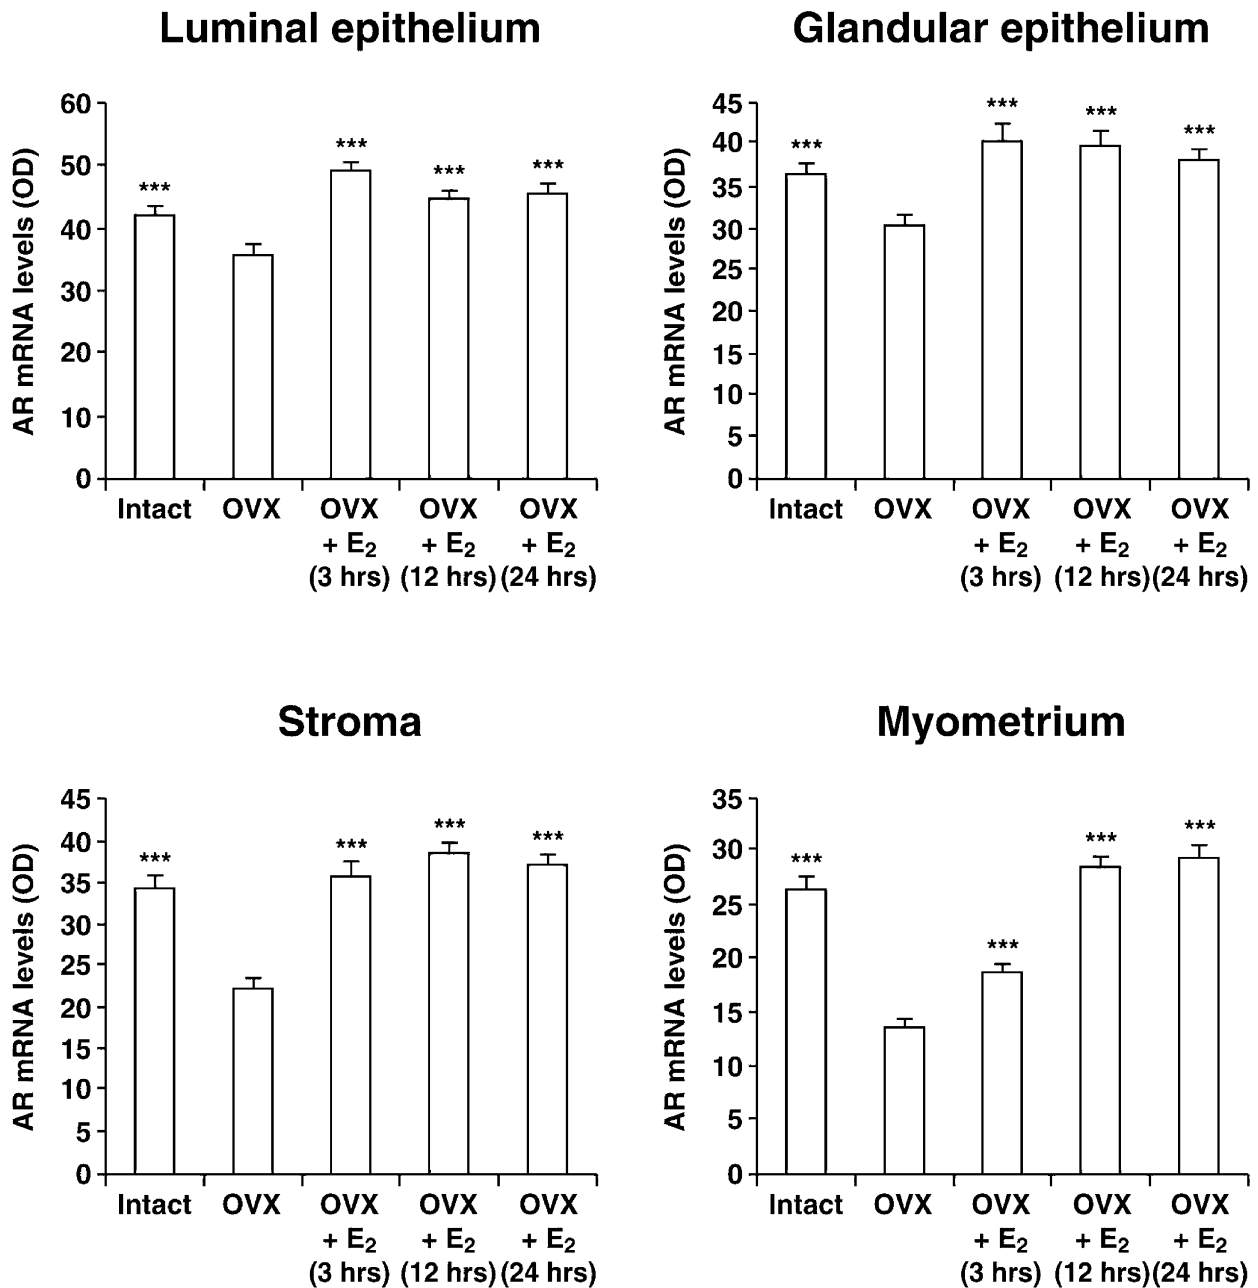 Luminal epithelium
AR mRNA levels (OD)
60
50
40
30
20
10
0
***
***
***
***
Intact
OVX
OVX
+ E₂
(3 hrs)
OVX
+ E₂
(12 hrs)
OVX
+ E₂
(24 hrs)
Glandular epithelium
AR mRNA levels (OD)
45
40
35
30
25
20
15
10
5
0
***
***
***
***
Intact
OVX
OVX
+ E₂
(3 hrs)
OVX
+ E₂
(12 hrs)
OVX
+ E₂
(24 hrs)
Stroma
AR mRNA levels (OD)
45
40
35
30
25
20
15
10
5
0
***
***
***
***
Intact
OVX
OVX
+ E₂
(3 hrs)
OVX
+ E₂
(12 hrs)
OVX
+ E₂
(24 hrs)
Myometrium
AR mRNA levels (OD)
35
30
25
20
15
10
5
0
***
***
***
***
Intact
OVX
OVX
+ E₂
(3 hrs)
OVX
+ E₂
(12 hrs)
OVX
+ E₂
(24 hrs)